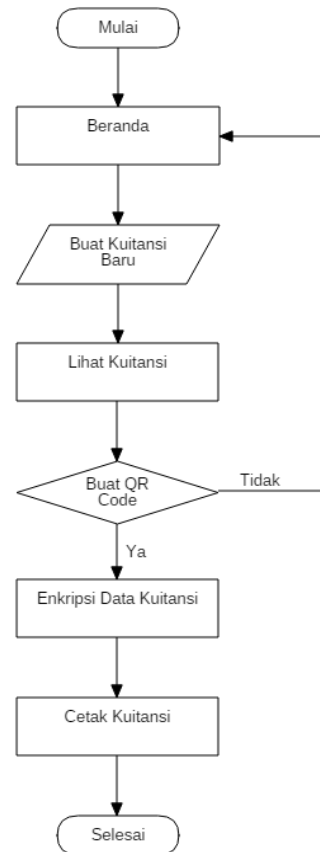 Mulai
Beranda
Buat Kuitansi
Baru
Lihat Kuitansi
Buat QR
Code
Tidak
Ya
Enkripsi Data Kuitansi
Cetak Kuitansi
Selesai